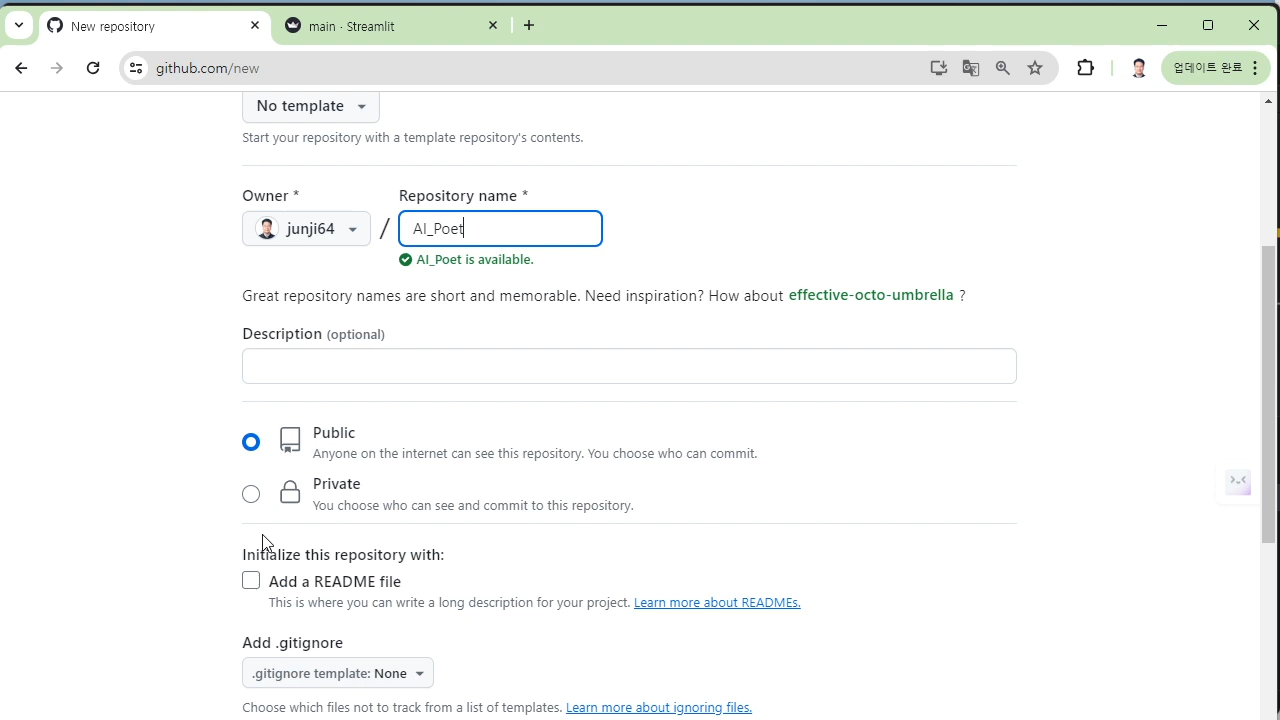 New repository
main · Streamlit
github.com/new
업데이트 완료
No template
Start your repository with a template repository's contents.
Owner *
Repository name *
junji64
/
AI_Poet
AI_Poet is available.
Great repository names are short and memorable. Need inspiration? How about effective-octo-umbrella ?
Description (optional)
Public
Anyone on the internet can see this repository. You choose who can commit.
Private
You choose who can see and commit to this repository.
Initialize this repository with:
Add a README file
This is where you can write a long description for your project. Learn more about READMEs.
Add .gitignore
.gitignore template: None
Choose which files not to track from a list of templates. Learn more about ignoring files.